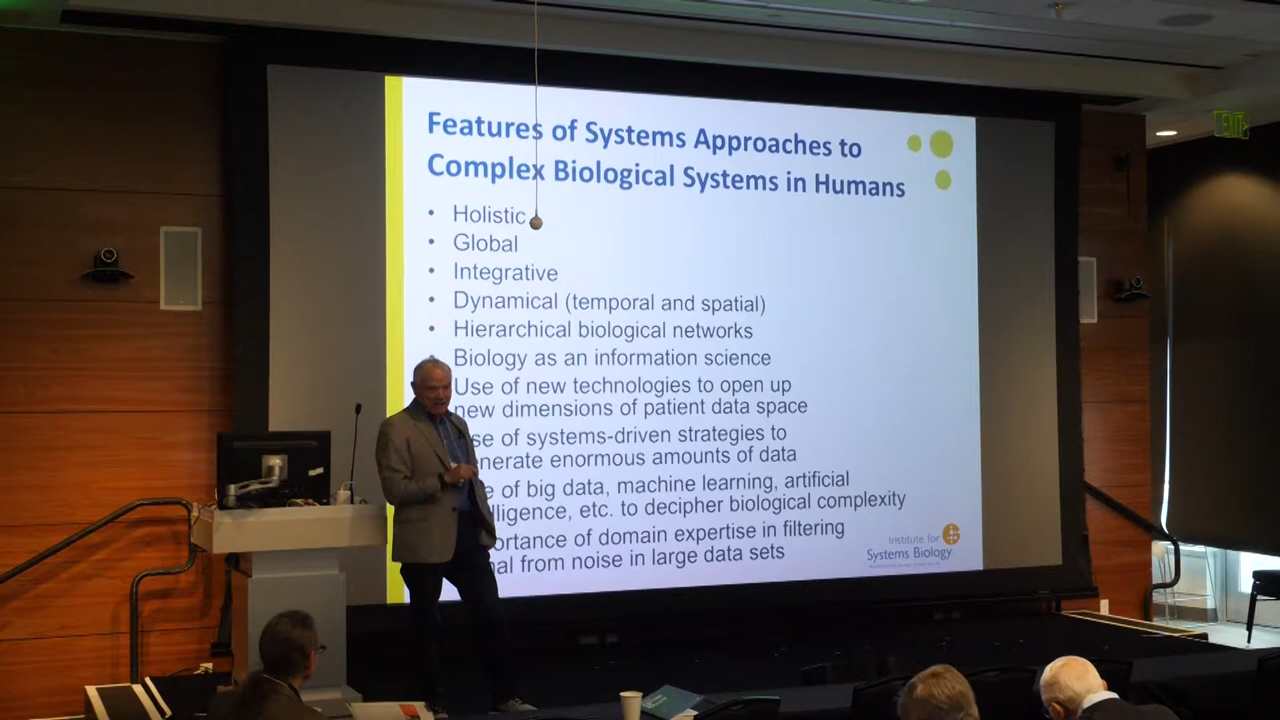 Features of Systems Approaches to
Complex Biological Systems in Humans
• Holistic
• Global
• Integrative
• Dynamical (temporal and spatial)
• Hierarchical biological networks
Biology as an information science
Use of new technologies to open up
new dimensions of patient data space
se of systems-driven strategies to
enerate enormous amounts of data
e of big data, machine learning, artificial
lligence, etc. to decipher biological complexity
ortance of domain expertise in filtering
nal from noise in large data sets
Institute for
Systems Biology
EXIT